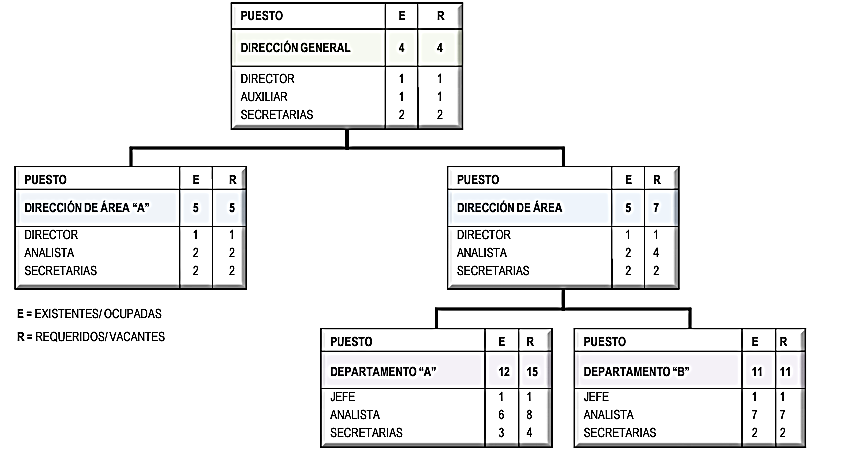 PUESTO E R
DIRECCIÓN GENERAL 4 4
DIRECTOR 1 1
AUXILIAR 1 1
SECRETARIAS 2 2
PUESTO E R
DIRECCIÓN DE ÁREA “A” 5 5
DIRECTOR 1 1
ANALISTA 2 2
SECRETARIAS 2 2
PUESTO E R
DIRECCIÓN DE ÁREA 5 7
DIRECTOR 1 1
ANALISTA 2 4
SECRETARIAS 2 2
E = EXISTENTES/ OCUPADAS
R = REQUERIDOS/ VACANTES
PUESTO E R
DEPARTAMENTO “A” 12 15
JEFE 1 1
ANALISTA 6 8
SECRETARIAS 3 4
PUESTO E R
DEPARTAMENTO “B” 11 11
JEFE 1 1
ANALISTA 7 7
SECRETARIAS 2 2